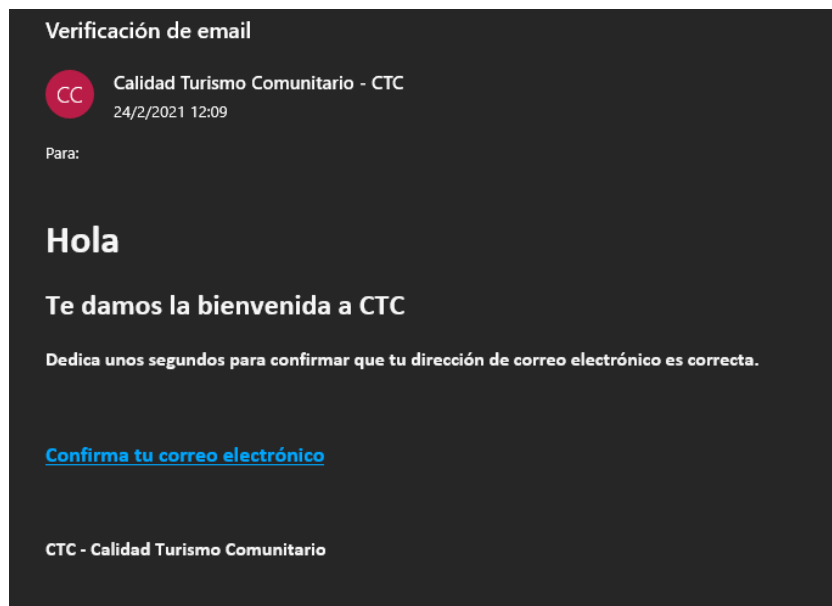 Verificación de email
CC
Calidad Turismo Comunitario - CTC
24/2/2021 12:09
Para:
Hola
Te damos la bienvenida a CTC
Dedica unos segundos para confirmar que tu dirección de correo electrónico es correcta.
Confirma tu correo electrónico
CTC - Calidad Turismo Comunitario